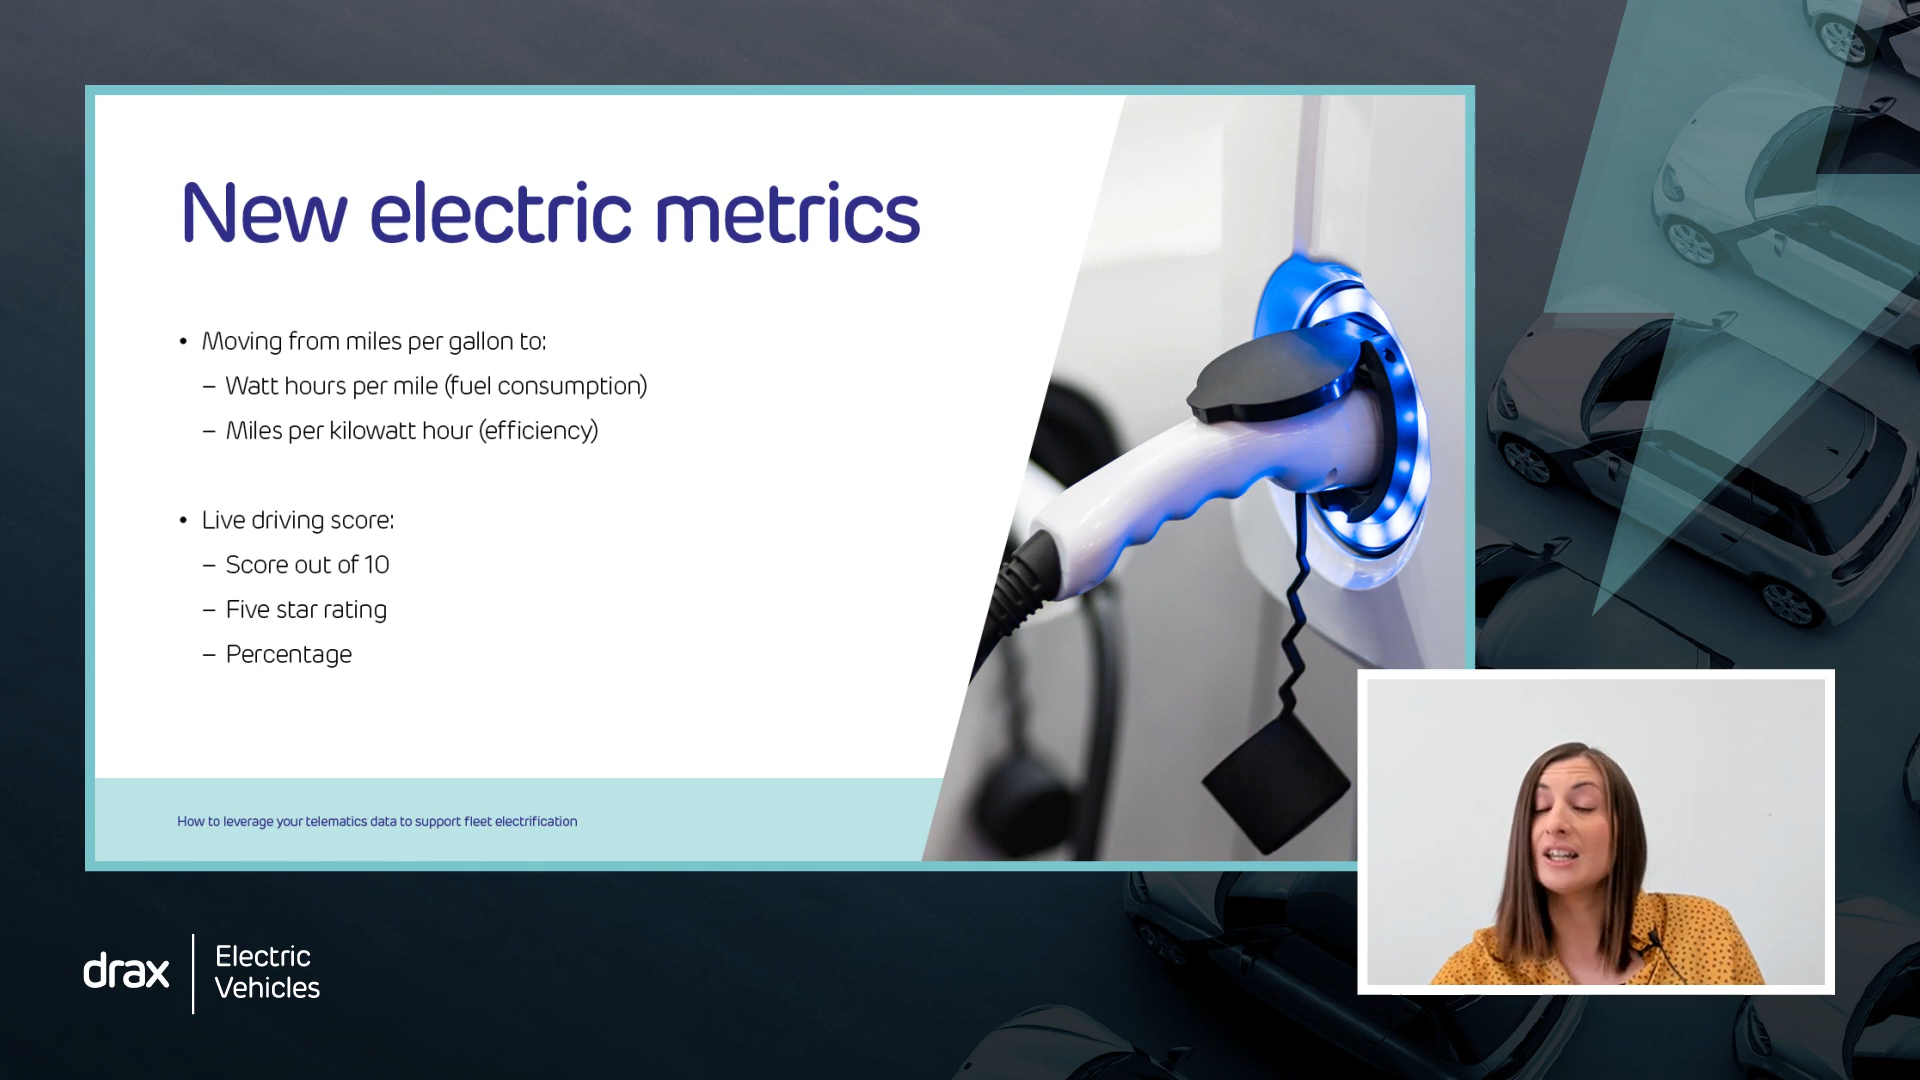 New electric metrics
• Moving from miles per gallon to:
– Watt hours per mile (fuel consumption)
– Miles per kilowatt hour (efficiency)
• Live driving score:
– Score out of 10
– Five star rating
– Percentage
How to leverage your telematics data to support fleet electrification
drax
Electric
Vehicles